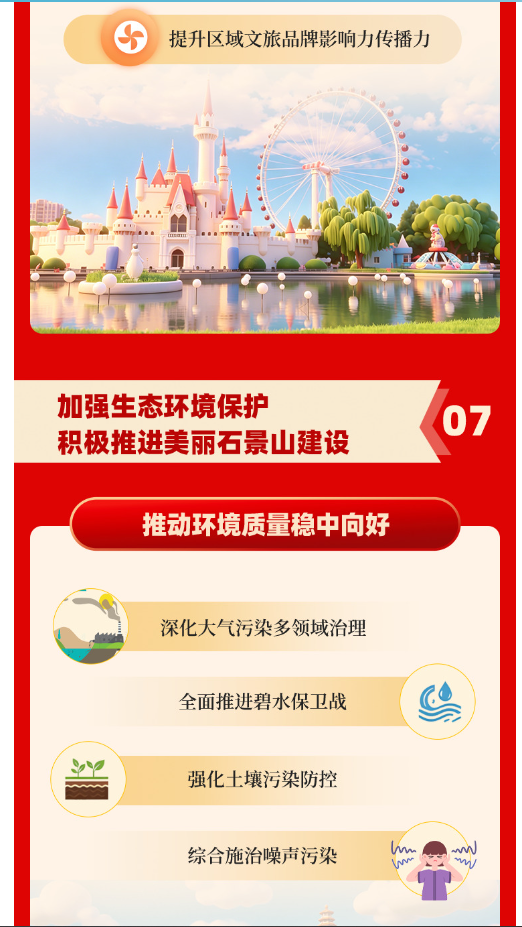 提升区域文旅品牌影响力传播力
加强生态环境保护
积极推进美丽石景山建设
07
推动环境质量稳中向好
深化大气污染多领域治理
全面推进碧水保卫战
强化土壤污染防控
综合施治噪声污染